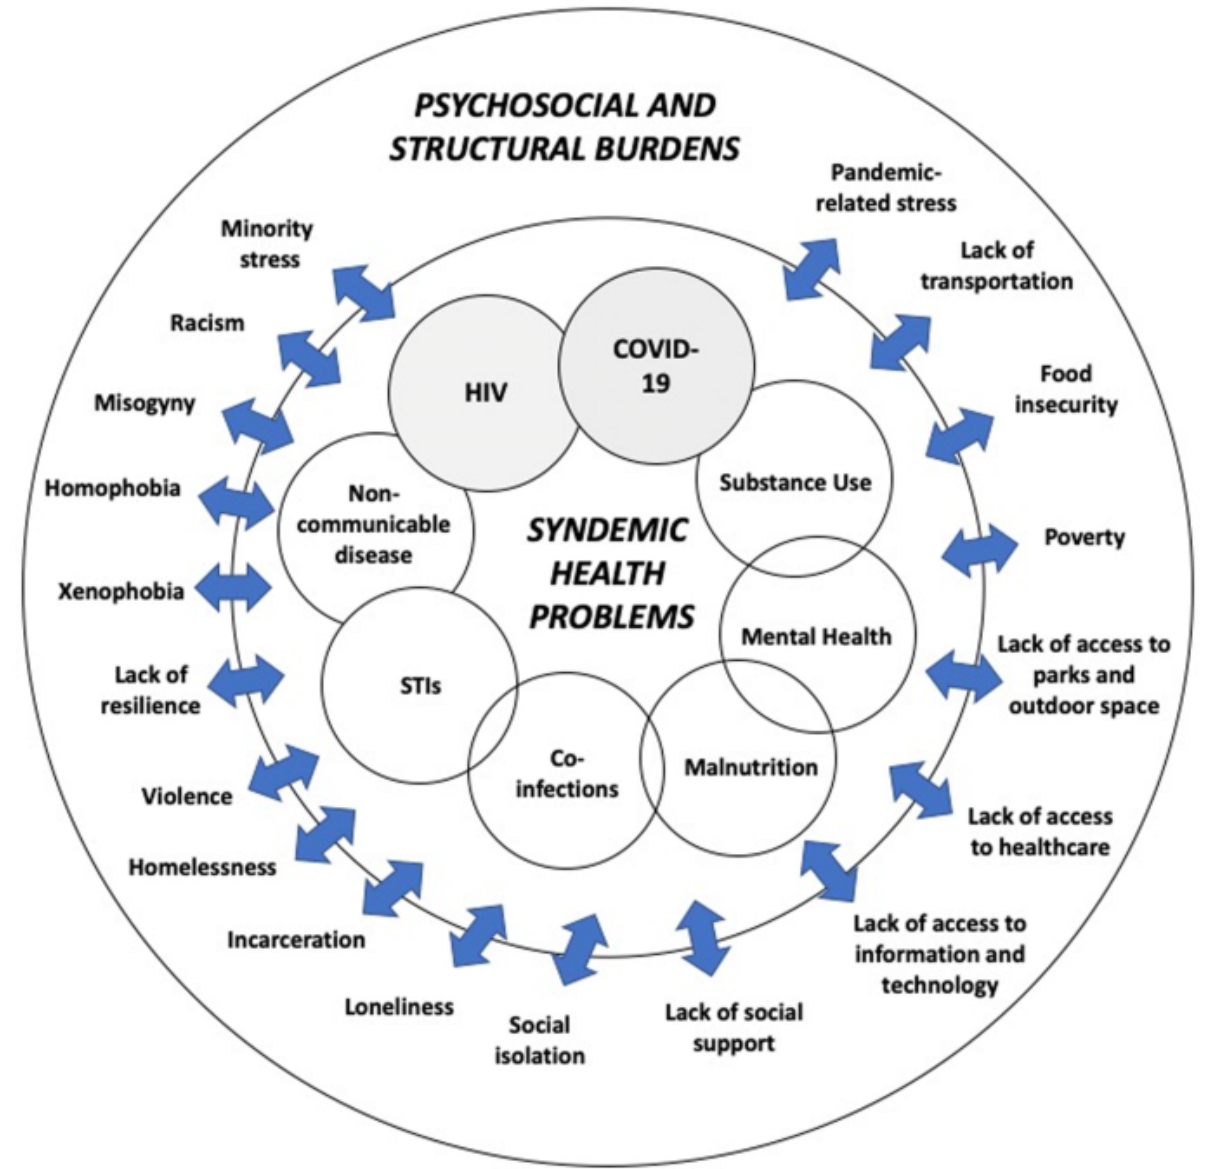 PSYCHOSOCIAL AND
STRUCTURAL BURDENS
Pandemic-
related stress
Lack of
transportation
Food
insecurity
Poverty
Lack of access to
parks and
outdoor space
Lack of access
to healthcare
Lack of access to
information and
technology
Lack of social
support
Social
isolation
Loneliness
Incarceration
Homelessness
Violence
Lack of
resilience
Xenophobia
Homophobia
Misogyny
Racism
Minority
stress
HIV
COVID-
19
Substance Use
Mental Health
Malnutrition
Co-
infections
STIs
Non-
communicable
disease
SYNDEMIC
HEALTH
PROBLEMS